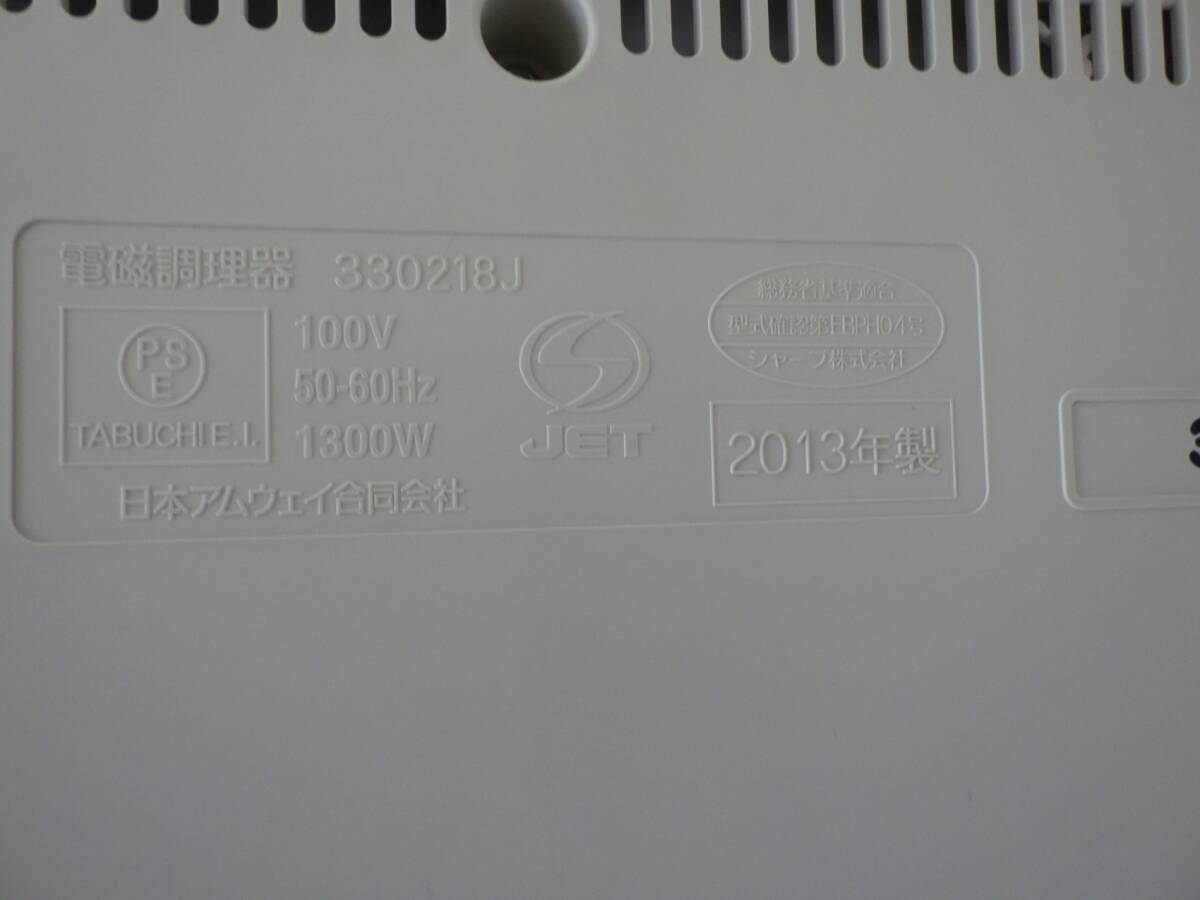 電磁調理器 330218J
PS
E
TABUCHI E.I.
100V
50-60Hz
1300W
日本アムウェイ合同会社
JET
総務省基準適合
型式確認第EBPH04号
シャープ株式会社
2013年製